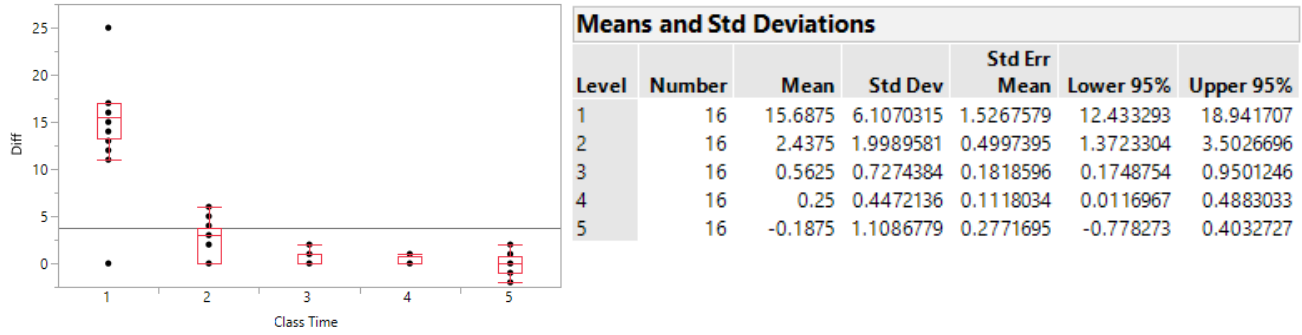 25
20
15
10
5
0
Diff
1 2 3 4 5
Class Time
Means and Std Deviations
Std Err
Level Number Mean Std Dev Mean Lower 95% Upper 95%
1 16 15.6875 6.1070315 1.5267579 12.433293 18.941707
2 16 2.4375 1.9989581 0.4997395 1.3723304 3.5026696
3 16 0.5625 0.7274384 0.1818596 0.1748754 0.9501246
4 16 0.25 0.4472136 0.1118034 0.0116967 0.4883033
5 16 -0.1875 1.1086779 0.2771695 -0.778273 0.4032727